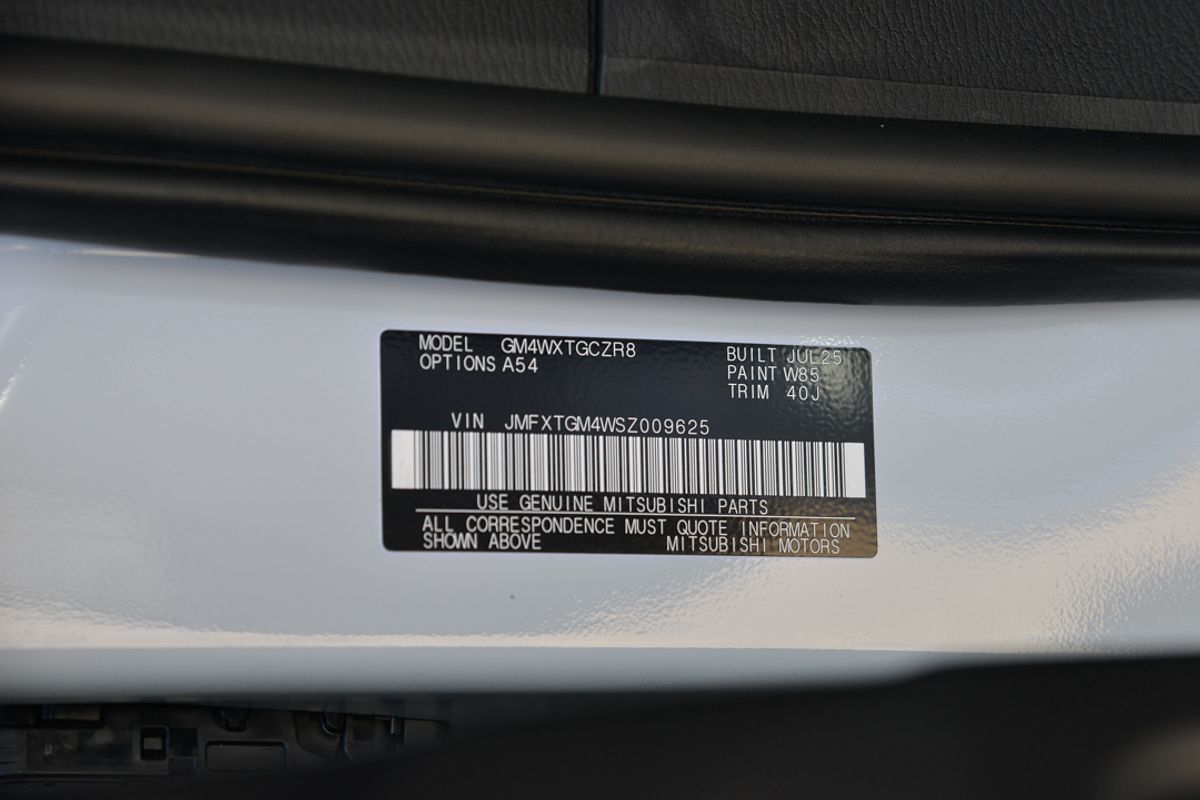 MODEL GM4WXTGCZR8 BUILT JUL25
OPTIONS A54 PAINT W85
TRIM 40J
VIN JMFXTGM4WSZ009625
USE GENUINE MITSUBISHI PARTS
ALL CORRESPONDENCE MUST QUOTE INFORMATION
SHOWN ABOVE MITSUBISHI MOTORS